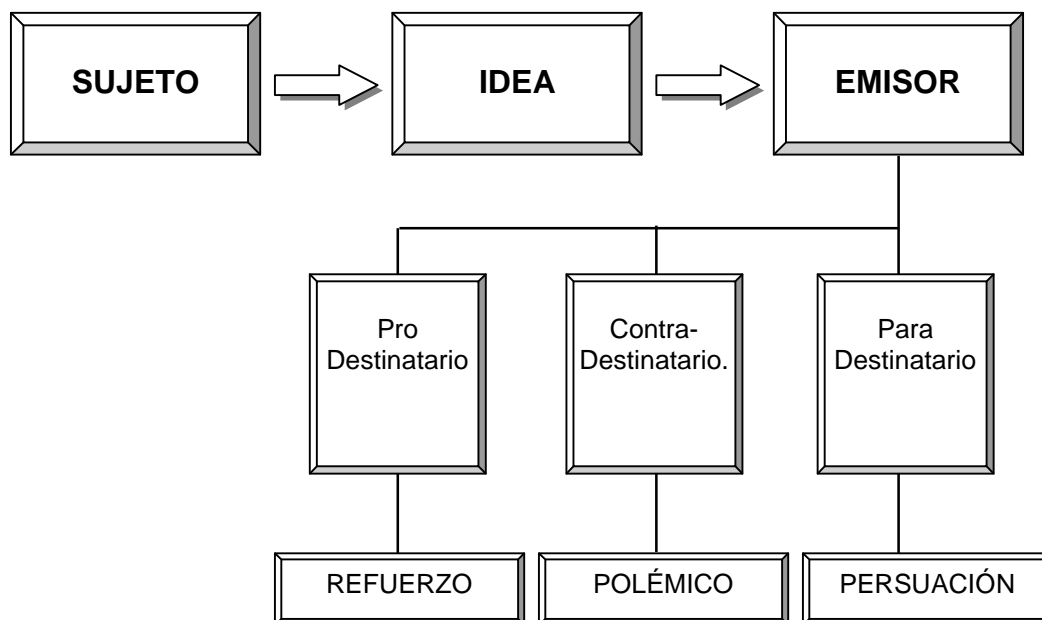 SUJETO
IDEA
EMISOR
Pro
Destinatario
Contra-
Destinatario.
Para
Destinatario
REFUERZO
POLÉMICO
PERSUACIÓN